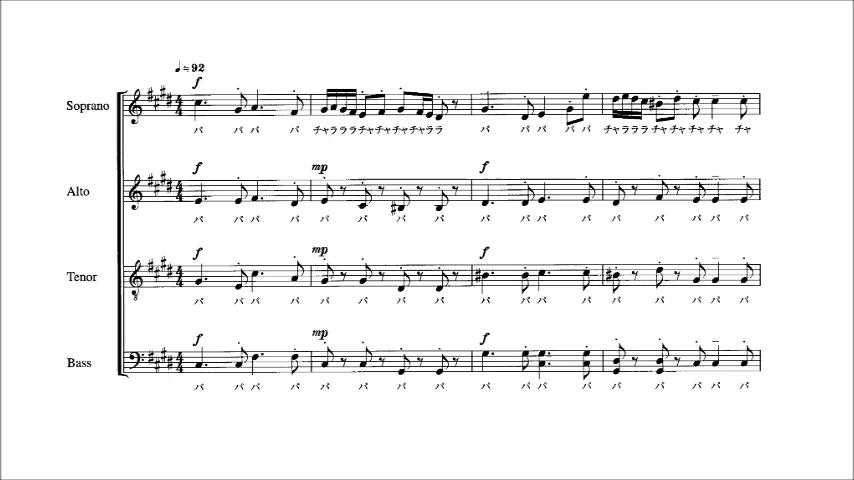 ♩≒92
f
Soprano
パ パ パ パ チャラララチャチャチャチャララ パ パ パ パ パ チャラララ チャ チャ チャ チャ チャ
f mp f
Alto
パ パ パ パ パ パ パ パ パ パ パ パ パ パ パ パ パ
f mp f
Tenor
パ パ パ パ パ パ パ パ パ パ パ パ パ パ パ パ パ
f mp f
Bass
パ パ パ パ パ パ パ パ パ パ パ パ パ パ パ パ パ